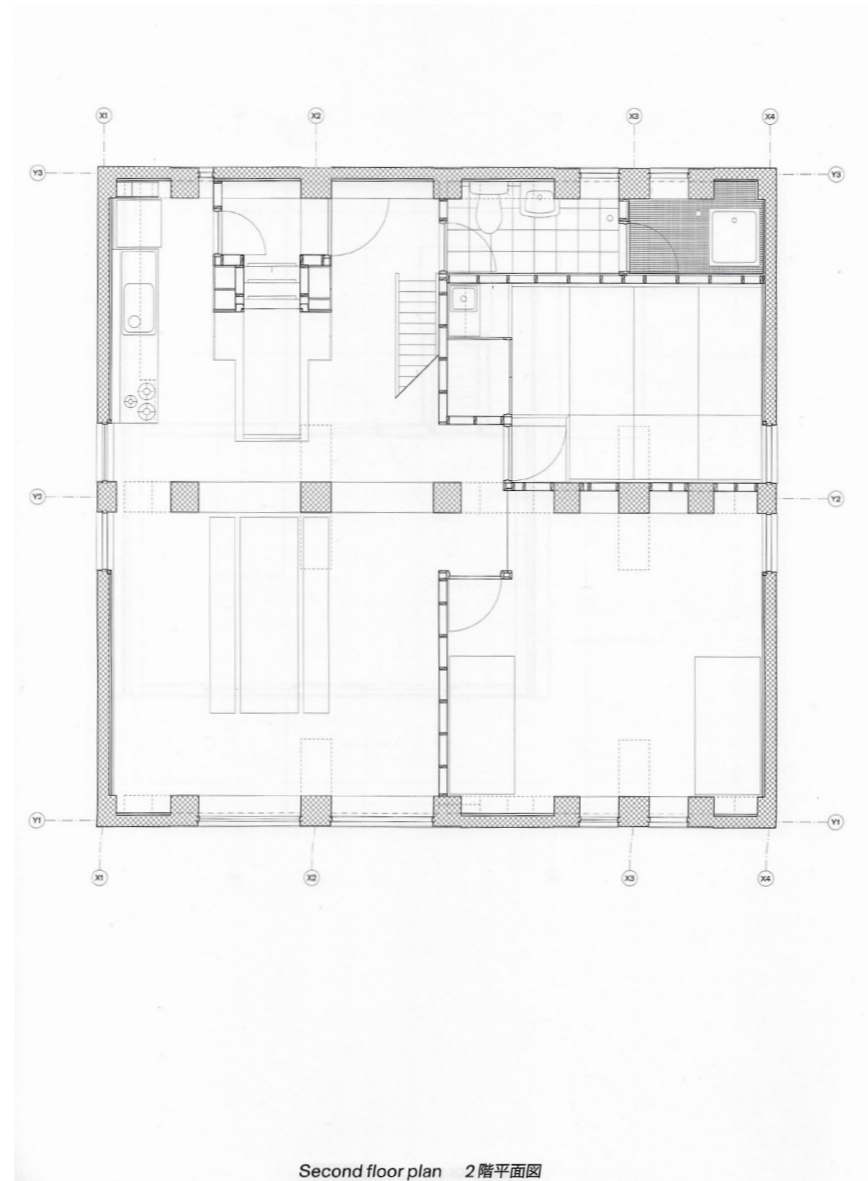 X1 X2 X3 X4
Y3 Y3
Y3 Y2
Y1 Y1
X1 X2 X3 X4
Second floor plan 2階平面図